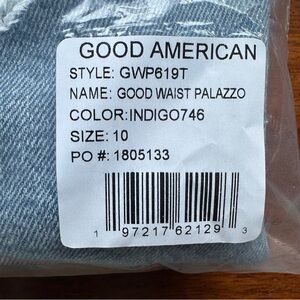 GOOD AMERICAN
STYLE: GWP619T
NAME: GOOD WAIST PALAZZO
COLOR:INDIGO746
SIZE: 10
PO #: 1805133
1 97217 62129 3